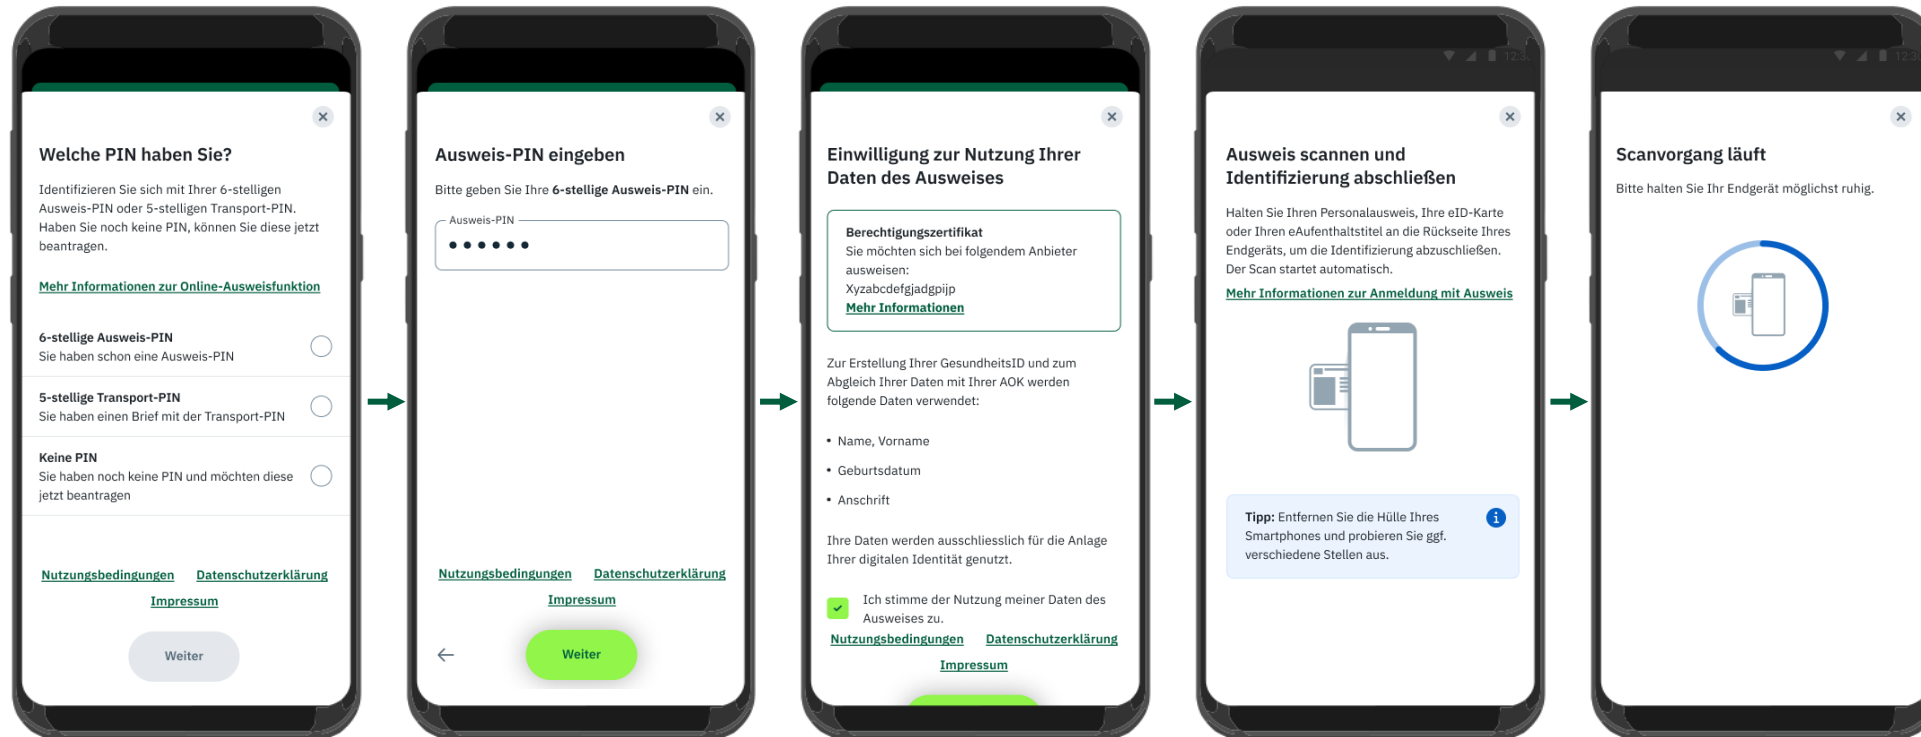 Welche PIN haben Sie?
Identifizieren Sie sich mit Ihrer 6-stelligen
Ausweis-PIN oder 5-stelligen Transport-PIN.
Haben Sie noch keine PIN, können Sie diese jetzt
beantragen.
Mehr Informationen zur Online-Ausweisfunktion
6-stellige Ausweis-PIN
Sie haben schon eine Ausweis-PIN
5-stellige Transport-PIN
Sie haben einen Brief mit der Transport-PIN
Keine PIN
Sie haben noch keine PIN und möchten diese
jetzt beantragen
Nutzungsbedingungen Datenschutzerklärung
Impressum
Weiter
Ausweis-PIN eingeben
Bitte geben Sie Ihre 6-stellige Ausweis-PIN ein.
Ausweis-PIN
Nutzungsbedingungen Datenschutzerklärung
Impressum
Weiter
Einwilligung zur Nutzung Ihrer
Daten des Ausweises
Berechtigungszertifikat
Sie möchten sich bei folgendem Anbieter
ausweisen:
Xyzabcdefgjadgpijp
Mehr Informationen
Zur Erstellung Ihrer GesundheitsID und zum
Abgleich Ihrer Daten mit Ihrer AOK werden
folgende Daten verwendet:
• Name, Vorname
• Geburtsdatum
• Anschrift
Ihre Daten werden ausschliesslich für die Anlage
Ihrer digitalen Identität genutzt.
Ich stimme der Nutzung meiner Daten des
Ausweises zu.
Nutzungsbedingungen Datenschutzerklärung
Impressum
Ausweis scannen und
Identifizierung abschließen
Halten Sie Ihren Personalausweis, Ihre eID-Karte
oder Ihren eAufenthaltstitel an die Rückseite Ihres
Endgeräts, um die Identifizierung abzuschließen.
Der Scan startet automatisch.
Mehr Informationen zur Anmeldung mit Ausweis
Tipp: Entfernen Sie die Hülle Ihres
Smartphones und probieren Sie ggf.
verschiedene Stellen aus.
Scanvorgang läuft
Bitte halten Sie Ihr Endgerät möglichst ruhig.